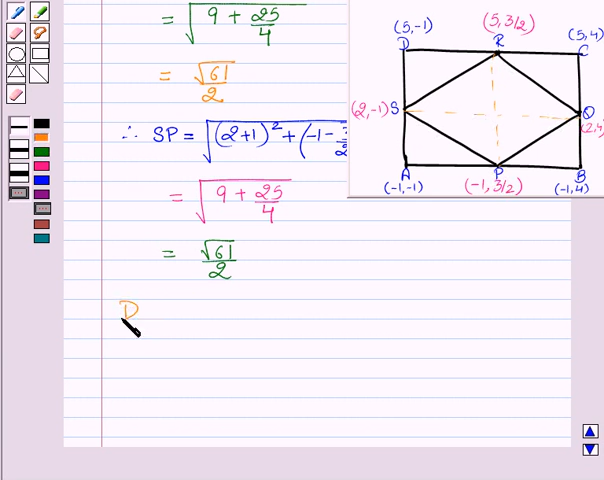 = √9 + 25/4
= √61/2
∴ SP = √(2+1)² + (-1-
= √9 + 25/4
= √61/2
D
(5,-1) (5,3/2) (5,4)
D R C
(2,-1) S Q
(2,4
A P B
(-1,-1) (-1,3/2) (-1,4)